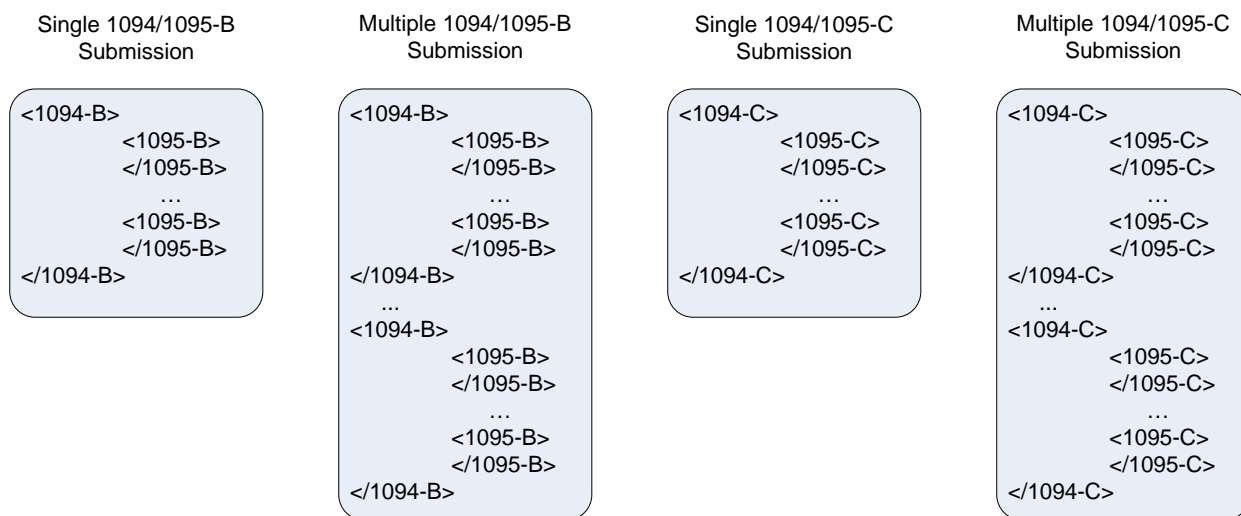 Single 1094/1095-B
Submission
<1094-B>
<1095-B>
</1095-B>
…
<1095-B>
</1095-B>
</1094-B>
Multiple 1094/1095-B
Submission
<1094-B>
<1095-B>
</1095-B>
…
<1095-B>
</1095-B>
</1094-B>
...
<1094-B>
<1095-B>
</1095-B>
…
<1095-B>
</1095-B>
</1094-B>
Single 1094/1095-C
Submission
<1094-C>
<1095-C>
</1095-C>
…
<1095-C>
</1095-C>
</1094-C>
Multiple 1094/1095-C
Submission
<1094-C>
<1095-C>
</1095-C>
…
<1095-C>
</1095-C>
</1094-C>
...
<1094-C>
<1095-C>
</1095-C>
…
<1095-C>
</1095-C>
</1094-C>